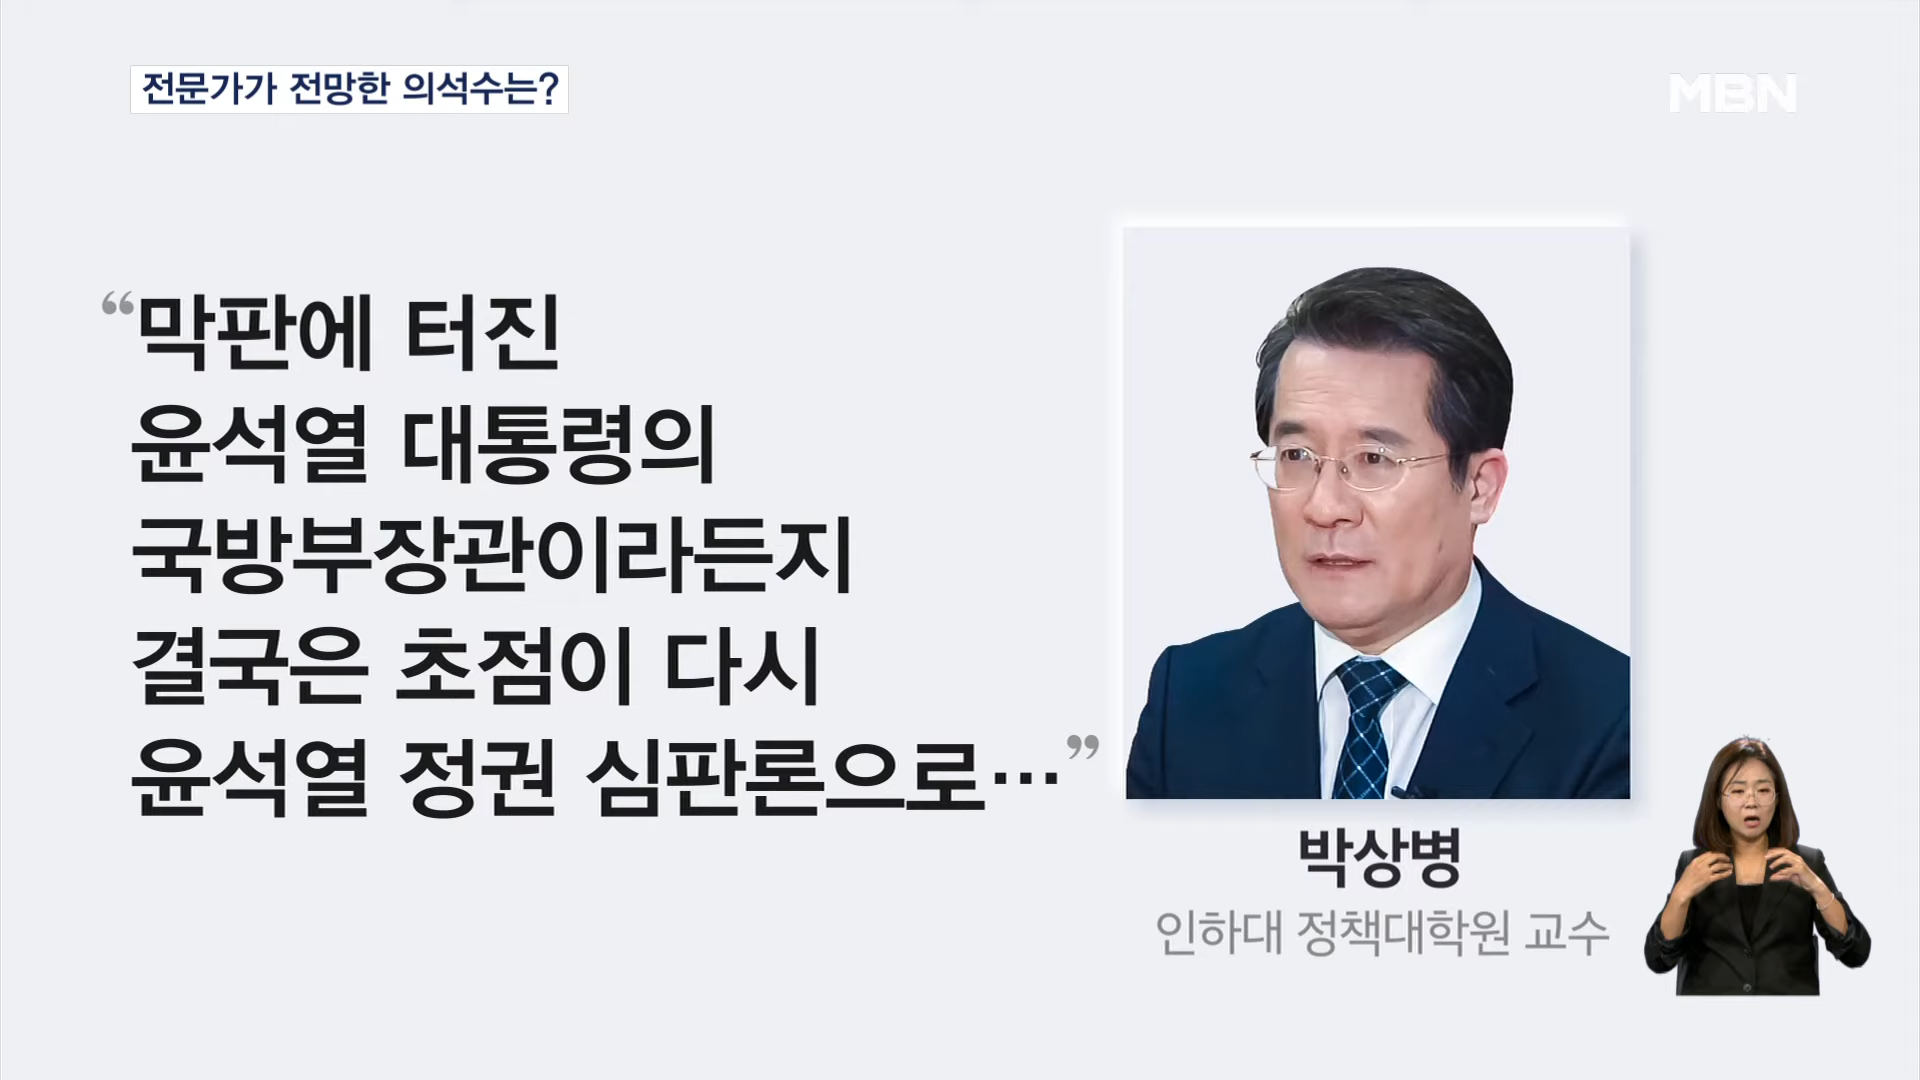 전문가가 전망한 의석수는?
MBN
“막판에 터진
윤석열 대통령의
국방부장관이라든지
결국은 초점이 다시
윤석열 정권 심판론으로…”
박상병
인하대 정책대학원 교수